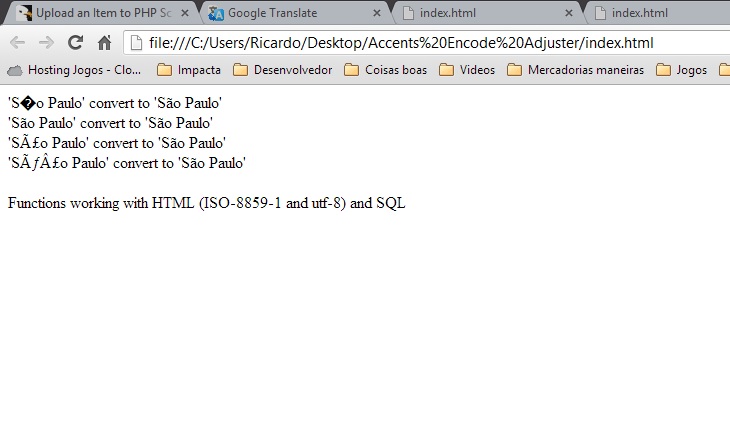 Upload an Item to PHP Sc
Google Translate
index.html
index.html
file:///C:/Users/Ricardo/Desktop/Accents%20Encode%20Adjuster/index.html
Hosting Jogos - Clo...
Impacta
Desenvolvedor
Coisas boas
Videos
Mercadorias maneiras
Jogos
'S�o Paulo' convert to 'São Paulo'
'São Paulo' convert to 'São Paulo'
'SÃ£o Paulo' convert to 'São Paulo'
'SÃƒÂ£o Paulo' convert to 'São Paulo'
Functions working with HTML (ISO-8859-1 and utf-8) and SQL